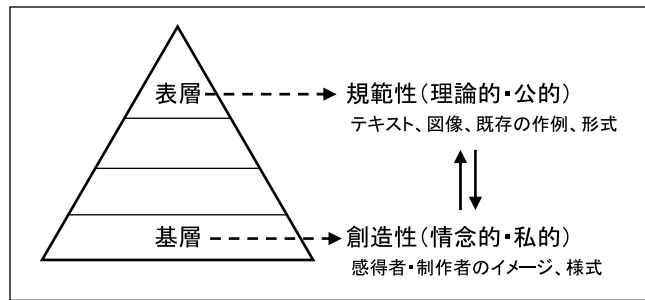 表層
規範性(理論的・公的)
テキスト、図像、既存の作例、形式
基層
創造性(情念的・私的)
感得者・制作者のイメージ、様式